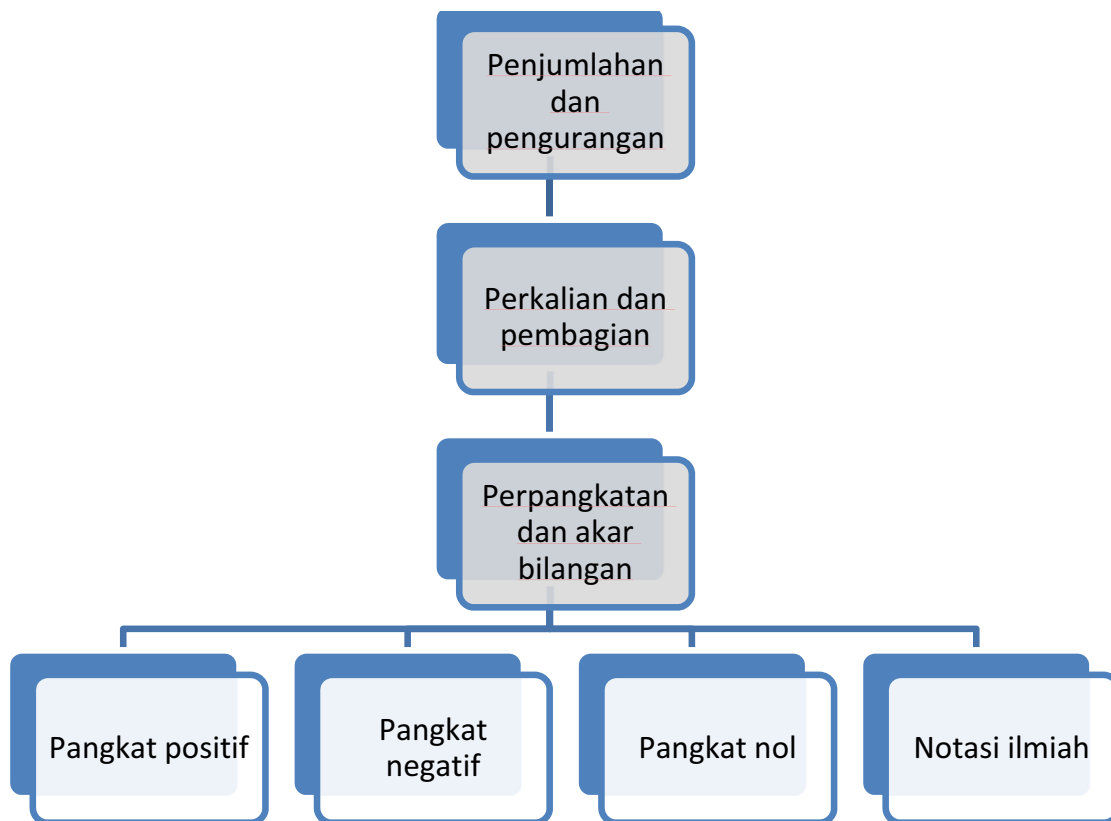 Penjumlahan
dan
pengurangan
Perkalian dan
pembagian
Perpangkatan
dan akar
bilangan
Pangkat positif
Pangkat
negatif
Pangkat nol
Notasi ilmiah